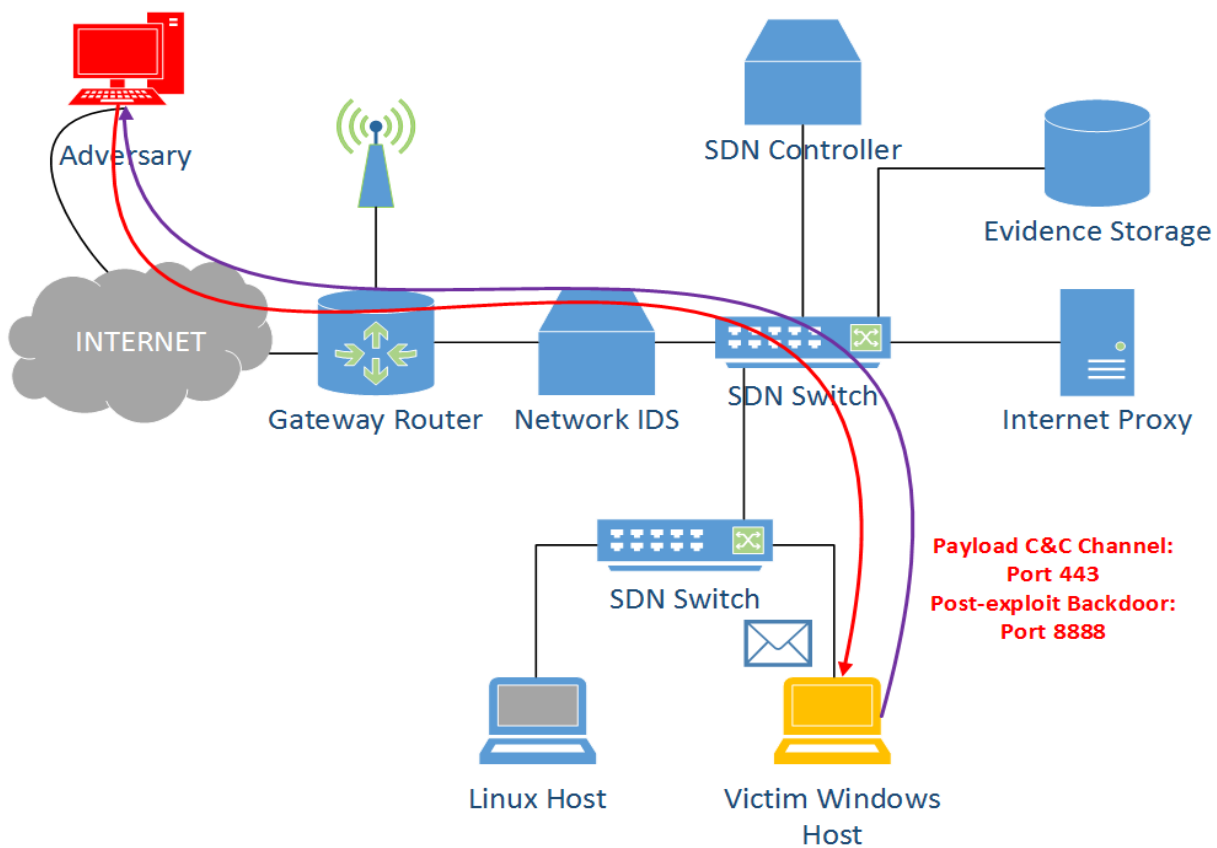 Adversary
SDN Controller
Evidence Storage
INTERNET
Gateway Router
Network IDS
SDN Switch
Internet Proxy
Payload C&C Channel:
Port 443
Post-exploit Backdoor:
Port 8888
SDN Switch
Linux Host
Victim Windows
Host